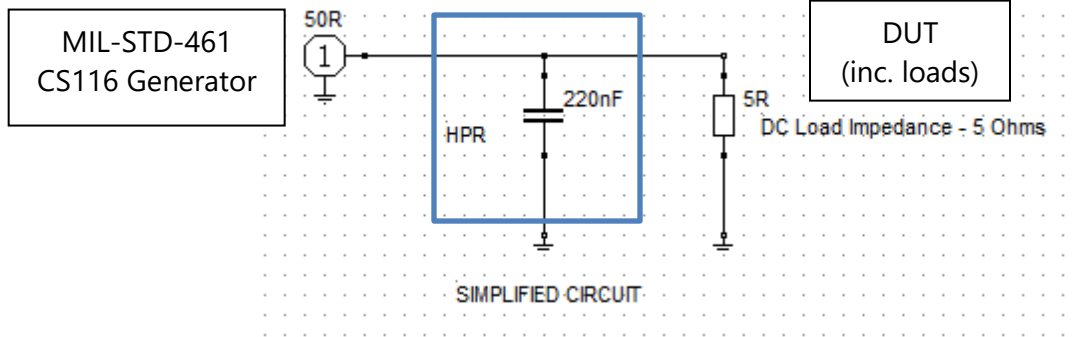 MIL-STD-461
CS116 Generator
50R
1
HPR
220nF
5R
DC Load Impedance - 5 Ohms
DUT
(inc. loads)
SIMPLIFIED CIRCUIT